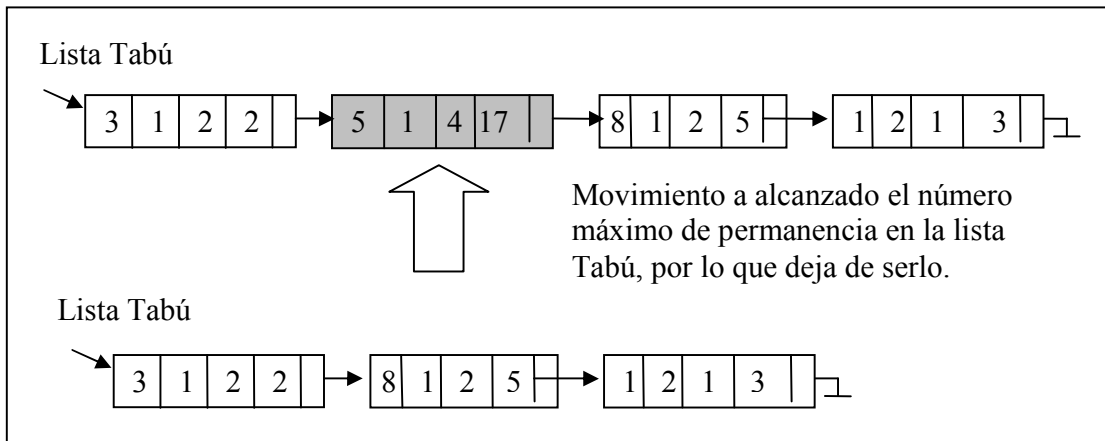 Lista Tabú
3 1 2 2 5 1 4 17 8 1 2 5 1 2 1 3
Movimiento a alcanzado el número
máximo de permanencia en la lista
Tabú, por lo que deja de serlo.
Lista Tabú
3 1 2 2 8 1 2 5 1 2 1 3